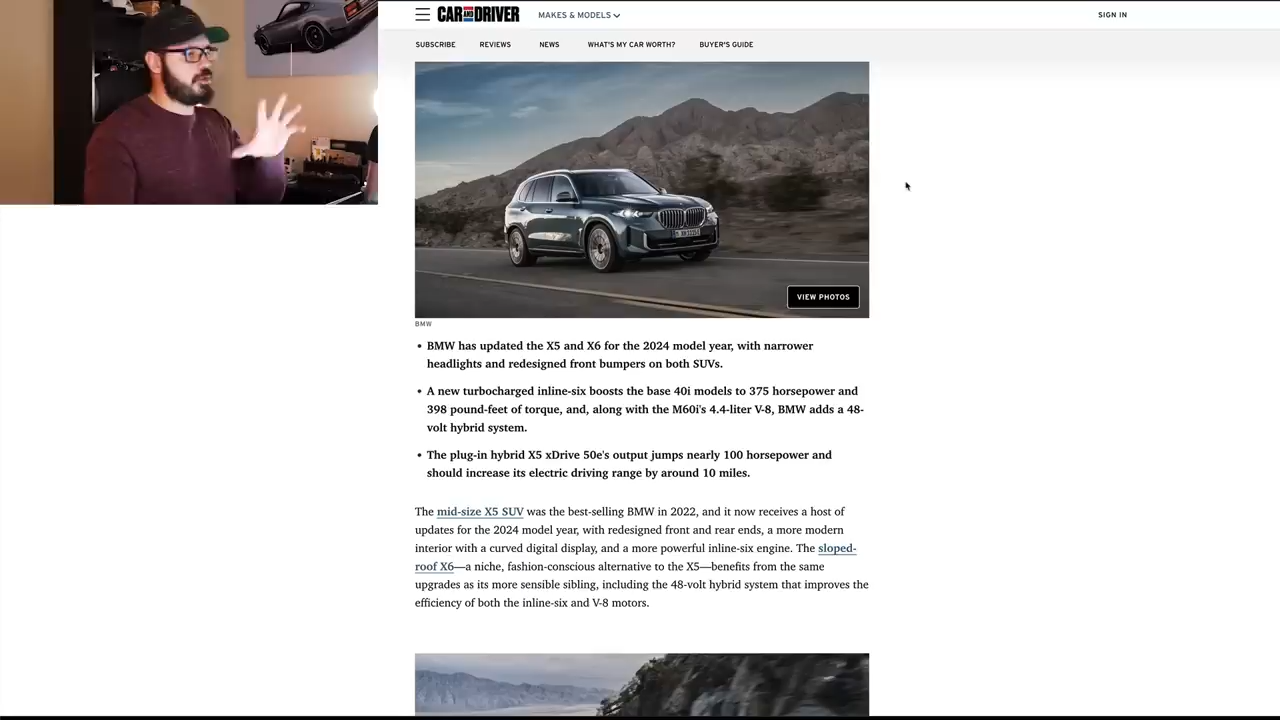 CAR AND DRIVER
MAKES & MODELS
SIGN IN
SUBSCRIBE
REVIEWS
NEWS
WHAT'S MY CAR WORTH?
BUYER'S GUIDE
VIEW PHOTOS
BMW
• BMW has updated the X5 and X6 for the 2024 model year, with narrower
headlights and redesigned front bumpers on both SUVs.
• A new turbocharged inline-six boosts the base 40i models to 375 horsepower and
398 pound-feet of torque, and, along with the M60i's 4.4-liter V-8, BMW adds a 48-
volt hybrid system.
• The plug-in hybrid X5 xDrive 50e's output jumps nearly 100 horsepower and
should increase its electric driving range by around 10 miles.
The mid-size X5 SUV was the best-selling BMW in 2022, and it now receives a host of
updates for the 2024 model year, with redesigned front and rear ends, a more modern
interior with a curved digital display, and a more powerful inline-six engine. The sloped-
roof X6—a niche, fashion-conscious alternative to the X5—benefits from the same
upgrades as its more sensible sibling, including the 48-volt hybrid system that improves the
efficiency of both the inline-six and V-8 motors.